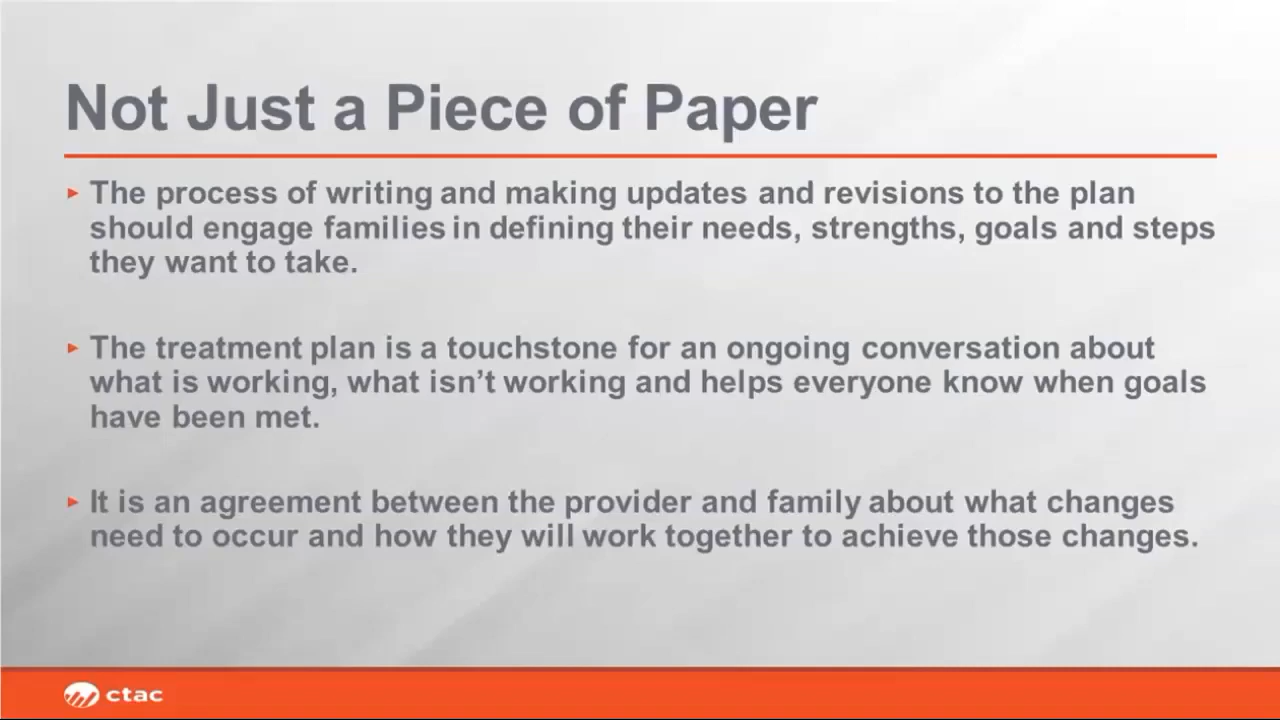 Not Just a Piece of Paper
The process of writing and making updates and revisions to the plan
should engage families in defining their needs, strengths, goals and steps
they want to take.
The treatment plan is a touchstone for an ongoing conversation about
what is working, what isn’t working and helps everyone know when goals
have been met.
It is an agreement between the provider and family about what changes
need to occur and how they will work together to achieve those changes.
ctac